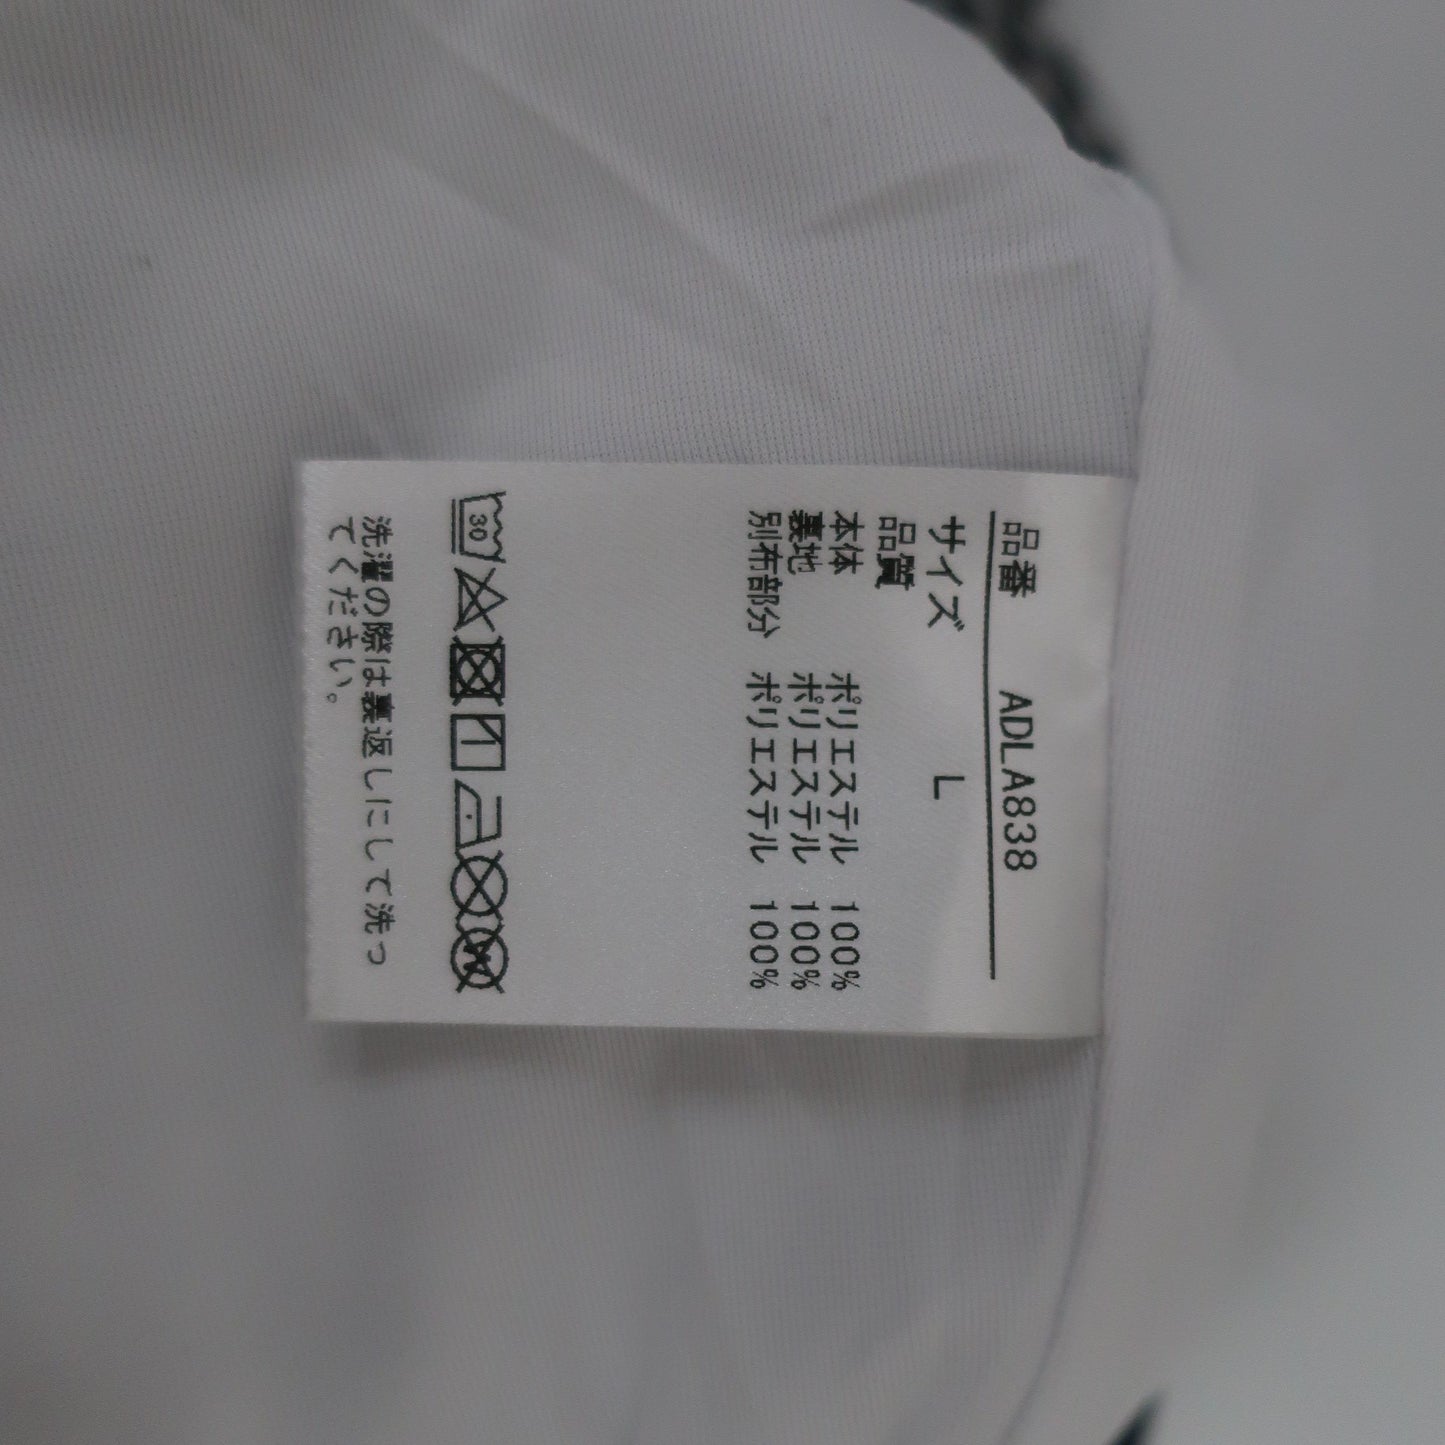 品番 ADLA838
サイズ L
品質
本体 ポリエステル 100%
裏地 ポリエステル 100%
別布部分 ポリエステル 100%
30
W
洗濯の際は裏返しにして洗っ
てください。